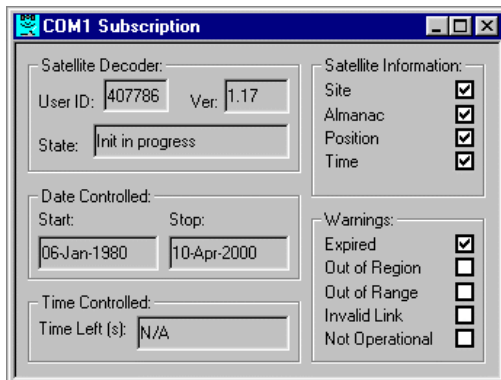 COM1 Subscription
Satellite Decoder:
User ID: 407786 Ver: 1.17
State: Init in progress
Date Controlled:
Start: Stop:
06-Jan-1980 10-Apr-2000
Time Controlled:
Time Left (s): N/A
Satellite Information:
Site
Almanac
Position
Time
Warnings:
Expired
Out of Region
Out of Range
Invalid Link
Not Operational